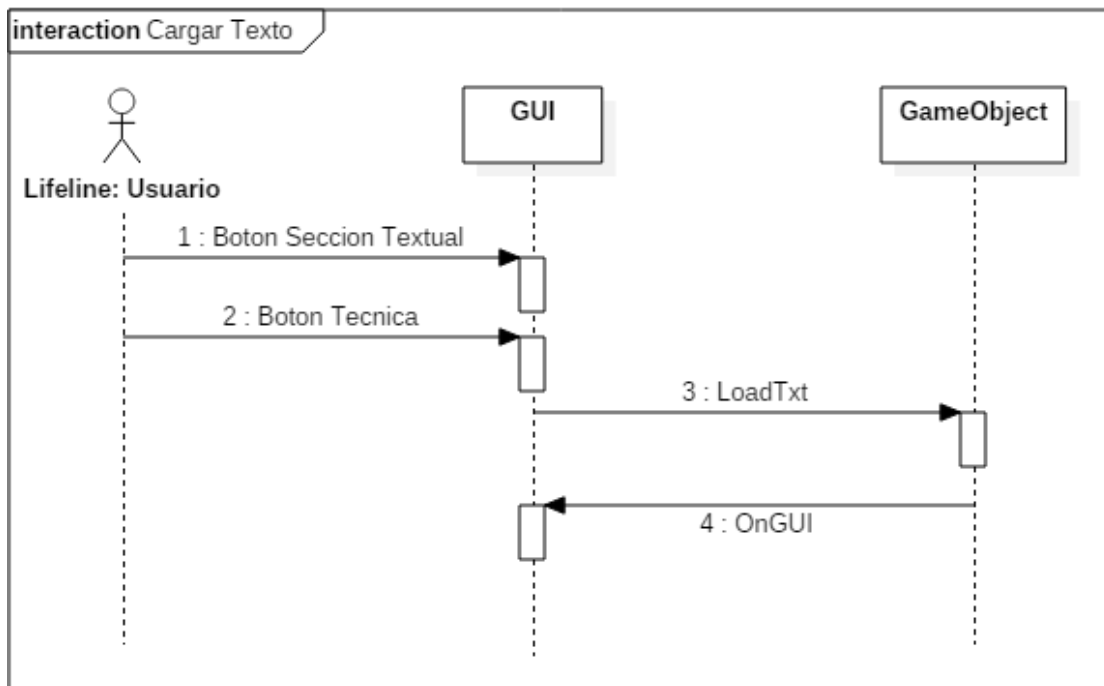 interaction Cargar Texto
GUI
GameObject
Lifeline: Usuario
1 : Boton Seccion Textual
2 : Boton Tecnica
3 : LoadTxt
4 : OnGUI